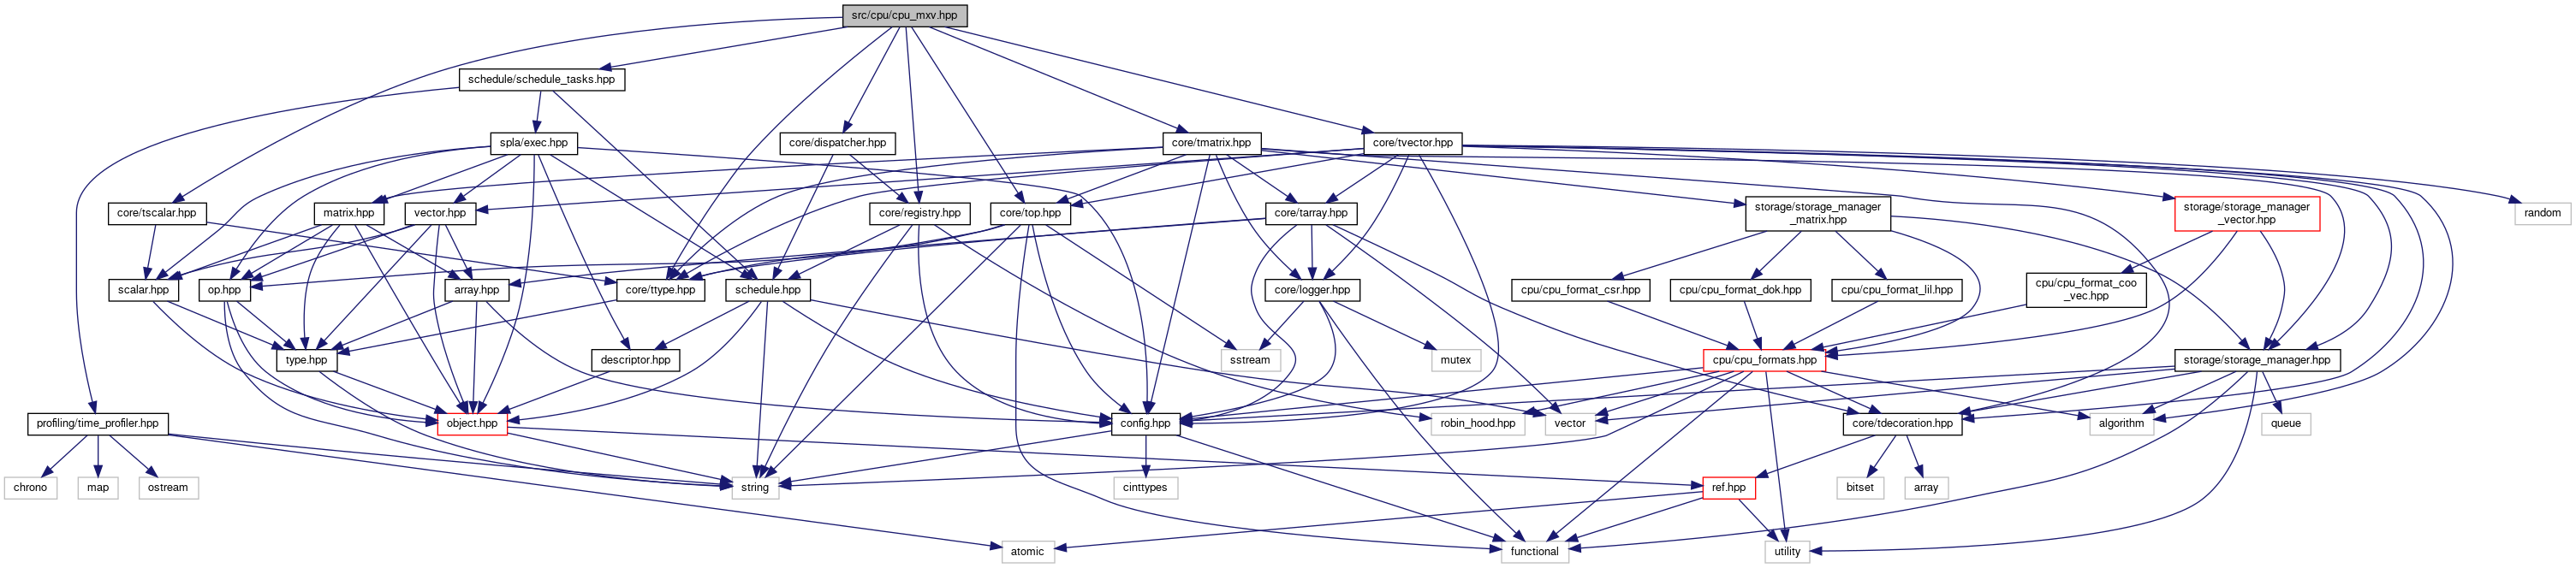 src/cpu/cpu_mxv.hpp
schedule/schedule_tasks.hpp
spla/exec.hpp
core/dispatcher.hpp
core/tmatrix.hpp
core/tvector.hpp
core/tscalar.hpp
matrix.hpp
vector.hpp
core/registry.hpp
core/top.hpp
core/tarray.hpp
storage/storage_manager
_matrix.hpp
storage/storage_manager
_vector.hpp
random
scalar.hpp
op.hpp
array.hpp
core/ttype.hpp
schedule.hpp
core/logger.hpp
cpu/cpu_format_csr.hpp
cpu/cpu_format_dok.hpp
cpu/cpu_format_lil.hpp
cpu/cpu_format_coo
_vec.hpp
type.hpp
descriptor.hpp
sstream
mutex
cpu/cpu_formats.hpp
storage/storage_manager.hpp
profiling/time_profiler.hpp
object.hpp
config.hpp
robin_hood.hpp
vector
core/tdecoration.hpp
algorithm
queue
chrono
map
ostream
string
cinttypes
ref.hpp
bitset
array
atomic
functional
utility